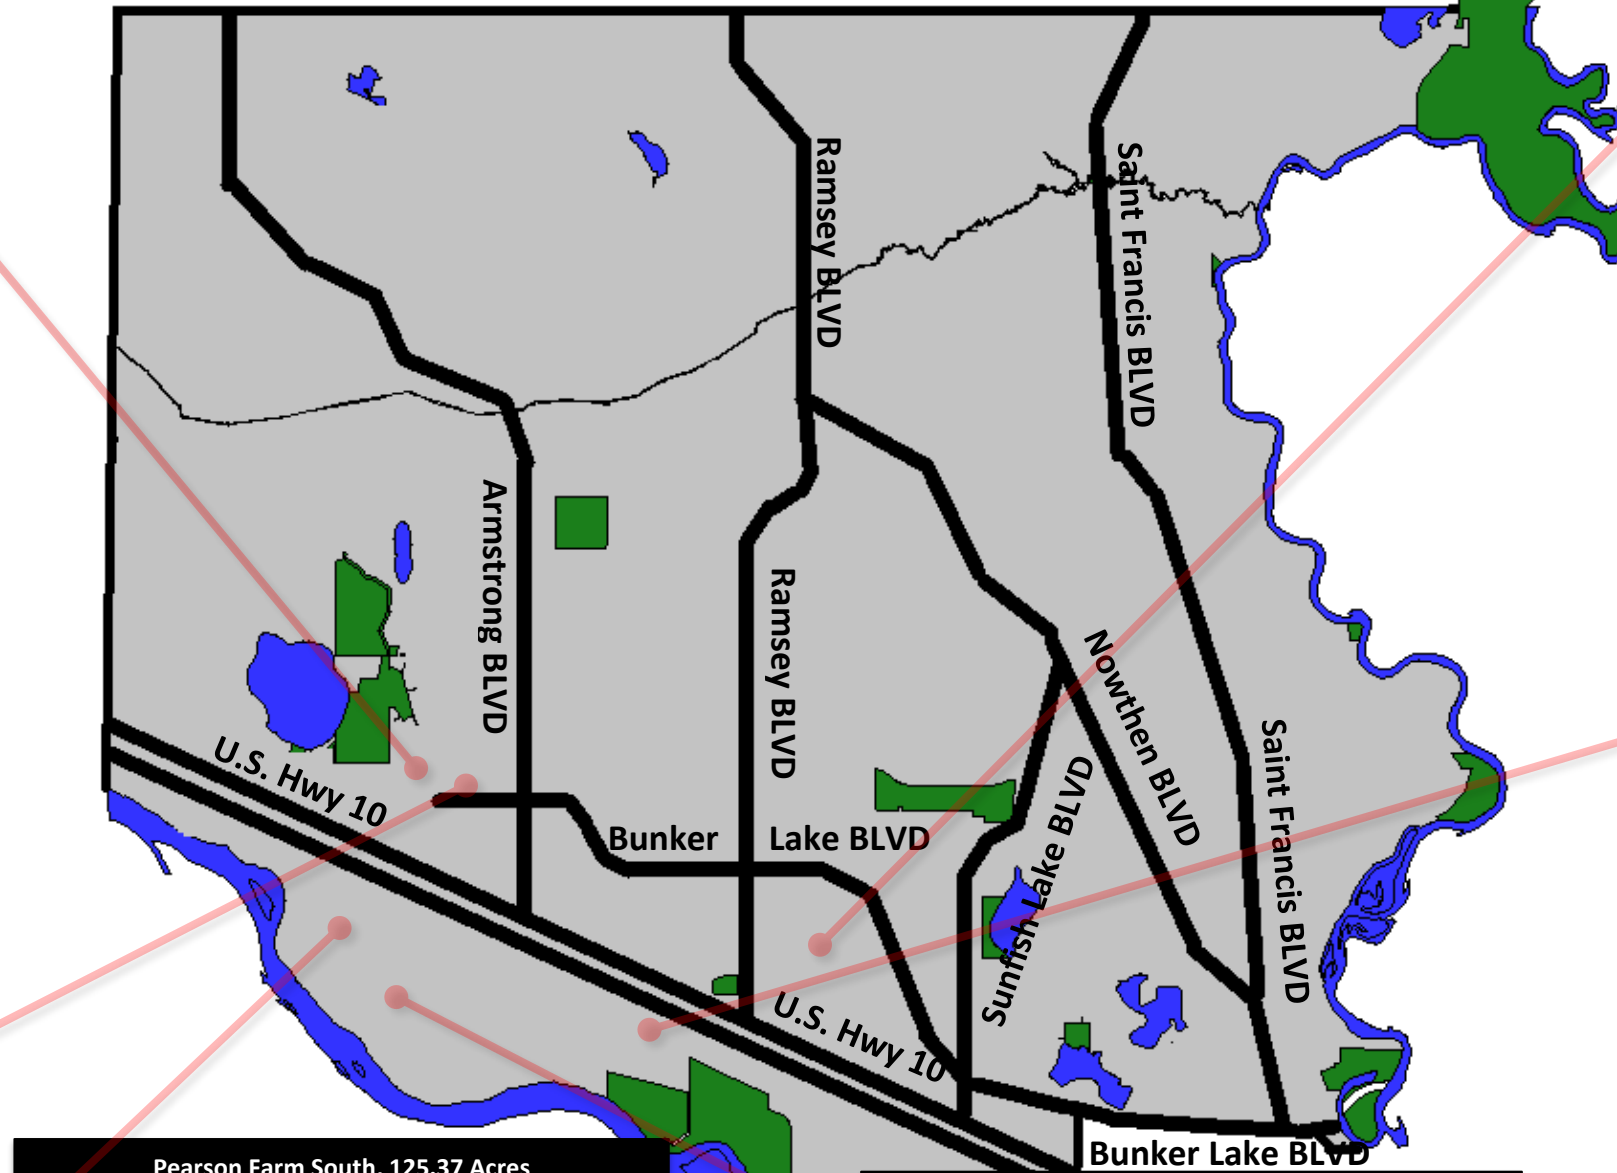 Ramsey BLVD
Saint Francis BLVD
Armstrong BLVD
Ramsey BLVD
Nowthen BLVD
Saint Francis BLVD
U.S. Hwy 10
Sunfish Lake BLVD
Bunker Lake BLVD
U.S. Hwy 10
Bunker Lake BLVD
Pearson Farm South, 125.37 Acres